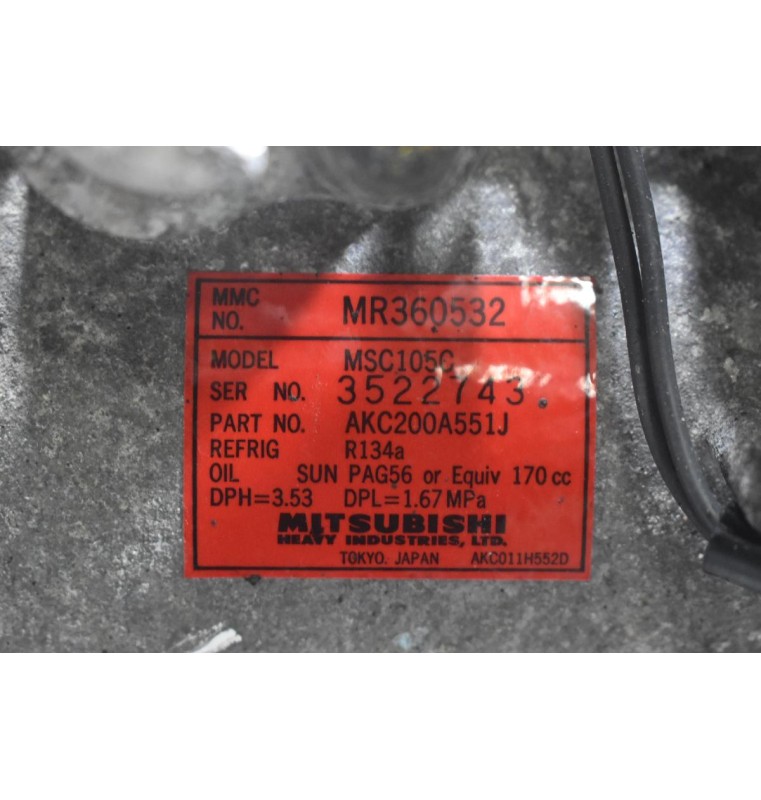 MMC NO. MR360532
MODEL MSC105C
SER NO. 3522743
PART NO. AKC200A551J
REFRIG R134a
OIL SUN PAG56 or Equiv 170 cc
DPH=3.53 DPL=1.67 MPa
MITSUBISHI
HEAVY INDUSTRIES, LTD.
TOKYO. JAPAN AKC011H552D